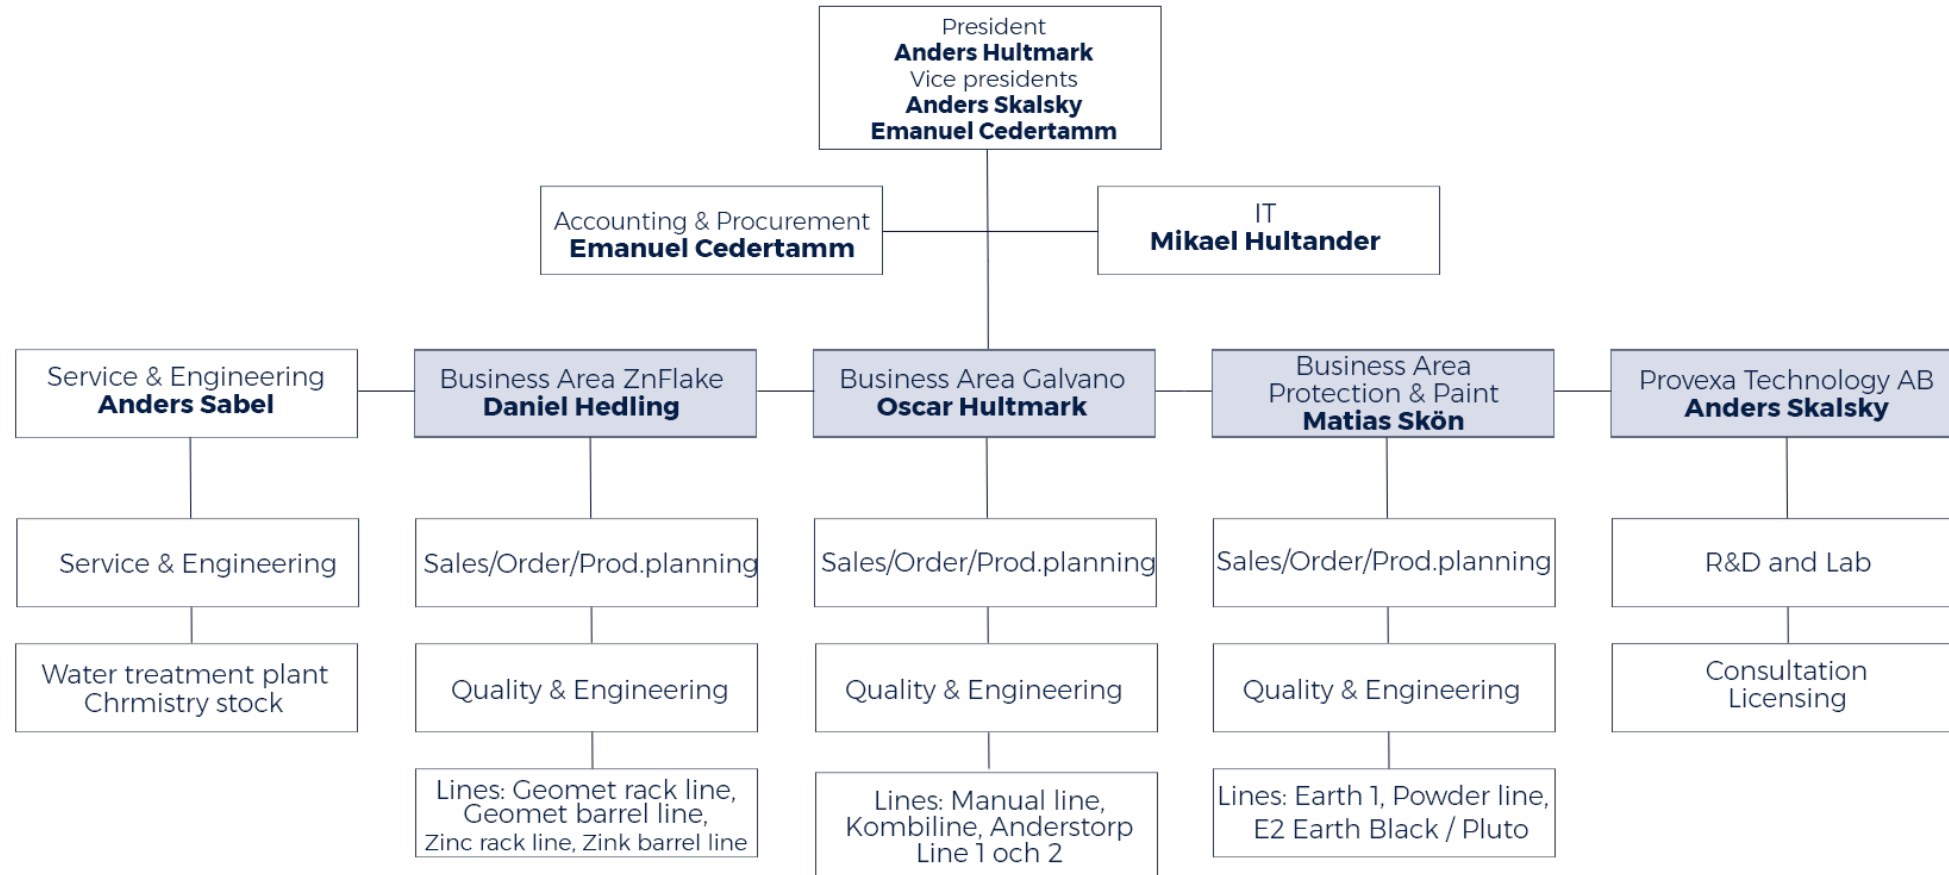 President
Anders Hultmark
Vice presidents
Anders Skalsky
Emanuel Cedertamm
Accounting & Procurement
Emanuel Cedertamm
IT
Mikael Hultander
Service & Engineering
Anders Sabel
Business Area ZnFlake
Daniel Hedling
Business Area Galvano
Oscar Hultmark
Business Area
Protection & Paint
Matias Skön
Provexa Technology AB
Anders Skalsky
Service & Engineering
Sales/Order/Prod.planning
Sales/Order/Prod.planning
Sales/Order/Prod.planning
R&D and Lab
Water treatment plant
Chrmistry stock
Quality & Engineering
Quality & Engineering
Quality & Engineering
Consultation
Licensing
Lines: Geomet rack line,
Geomet barrel line,
Zinc rack line, Zink barrel line
Lines: Manual line,
Kombiline, Anderstorp
Line 1 och 2
Lines: Earth 1, Powder line,
E2 Earth Black / Pluto